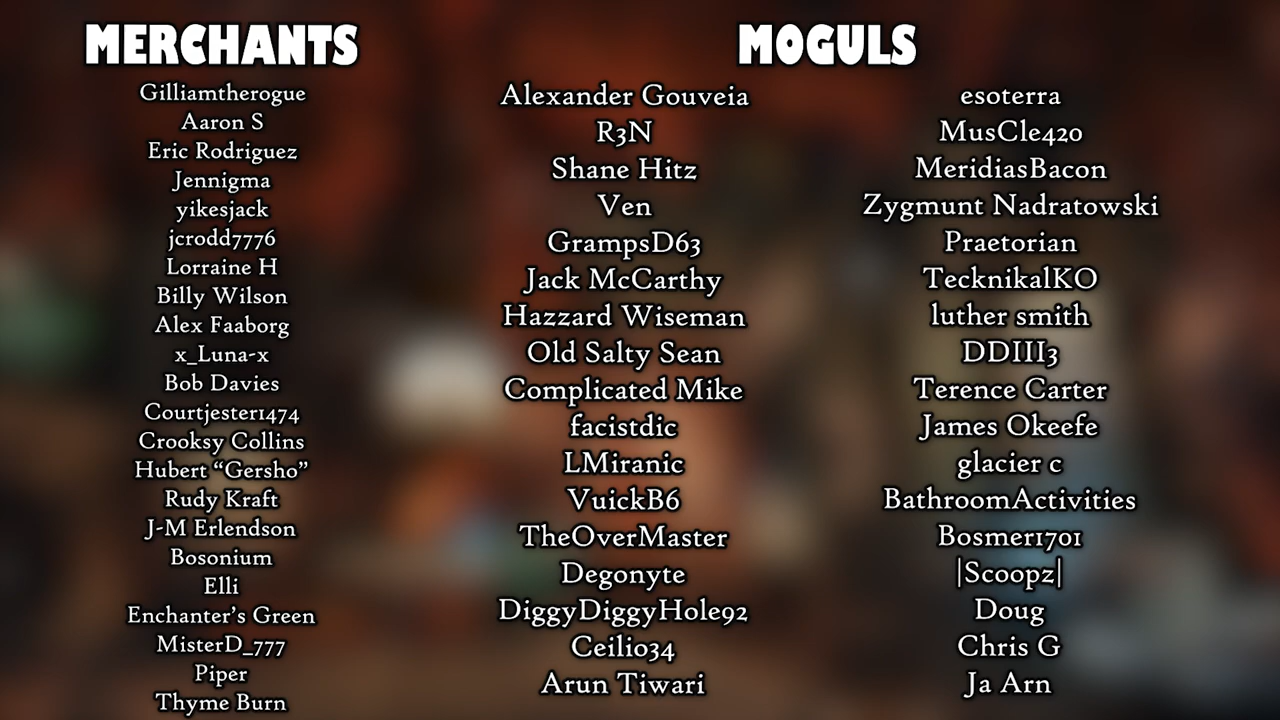 MERCHANTS
Gilliamtherogue
Aaron S
Eric Rodriguez
Jennigma
yikesjack
jcrodd7776
Lorraine H
Billy Wilson
Alex Faaborg
x_Luna-x
Bob Davies
Courtjester1474
Crooksy Collins
Hubert “Gersho”
Rudy Kraft
J-M Erlendson
Bosonium
Elli
Enchanter’s Green
MisterD_777
Piper
Thyme Burn
MOGULS
Alexander Gouveia
R3N
Shane Hitz
Ven
GrampsD63
Jack McCarthy
Hazzard Wiseman
Old Salty Sean
Complicated Mike
facistdic
LMiranic
VuickB6
TheOverMaster
Degonyte
DiggyDiggyHole92
Ceilio34
Arun Tiwari
esoterra
MusCle420
MeridiasBacon
Zygmunt Nadratowski
Praetorian
TecknikalKO
luther smith
DDIII3
Terence Carter
James Okeefe
glacier c
BathroomActivities
Bosmer1701
|Scoopz|
Doug
Chris G
Ja Arn